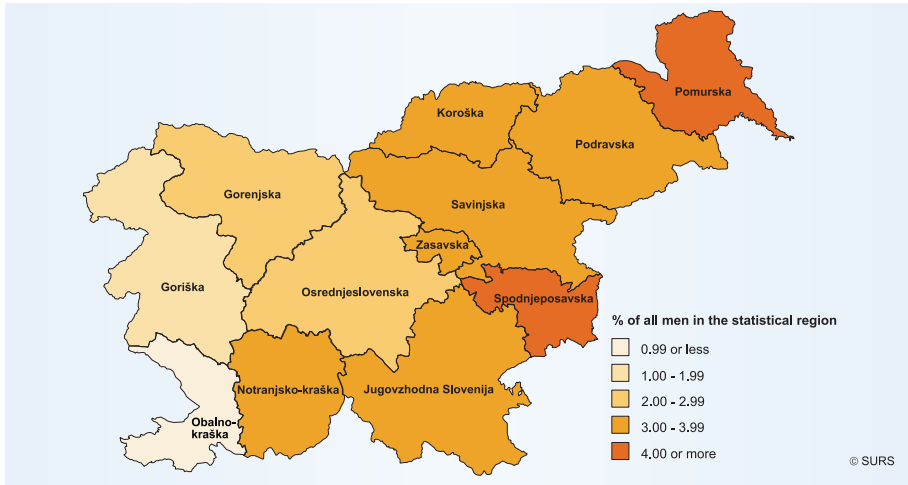 Pomurska
Koroška
Podravska
Gorenjska
Savinjska
Zasavska
Goriška
Osrednjeslovenska
Spodnjeposavska
Notranjsko-kraška
Jugovzhodna Slovenija
Obalno-
kraška
% of all men in the statistical region
0.99 or less
1.00 - 1.99
2.00 - 2.99
3.00 - 3.99
4.00 or more
© SURS